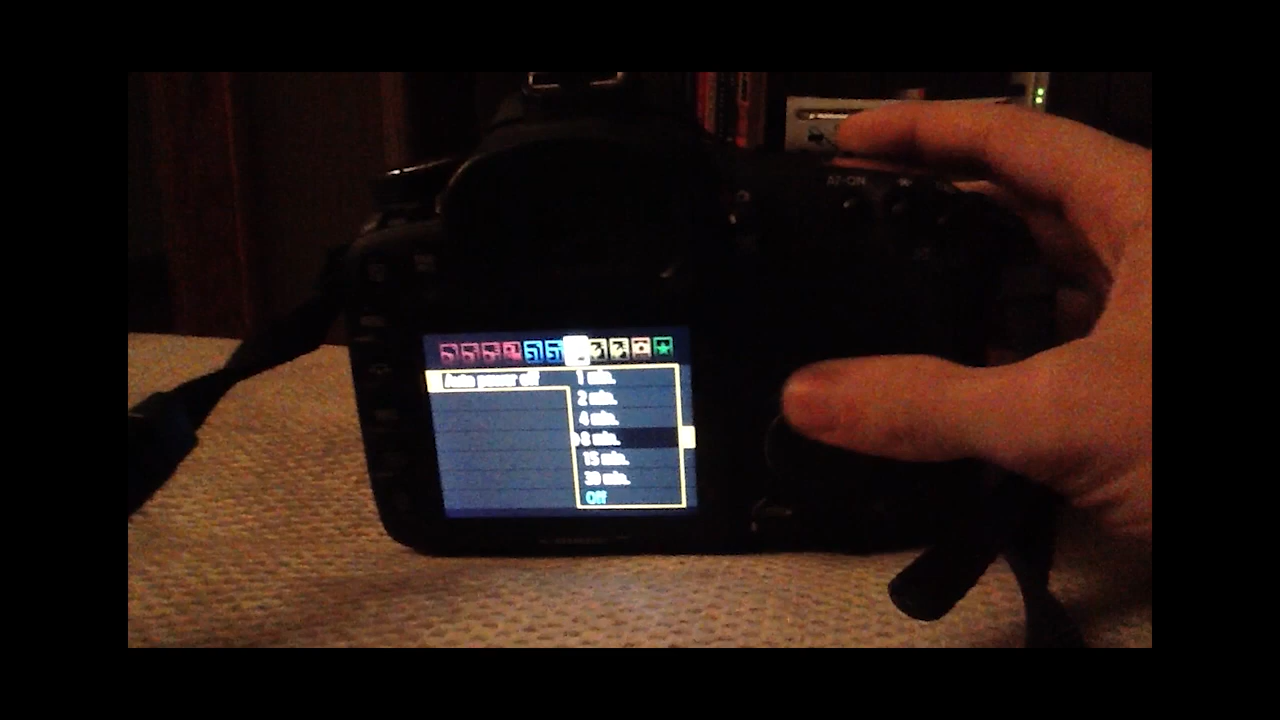 AF-ON
Auto power off
1 min.
2 min.
4 min.
8 min.
15 min.
30 min.
Off